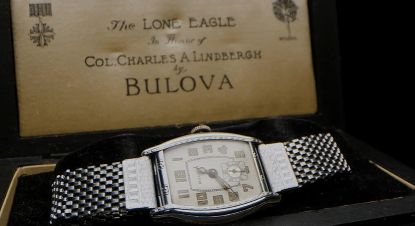 The LONE EAGLE
In Honor of
COL. CHARLES A. LINDBERGH
by
BULOVA